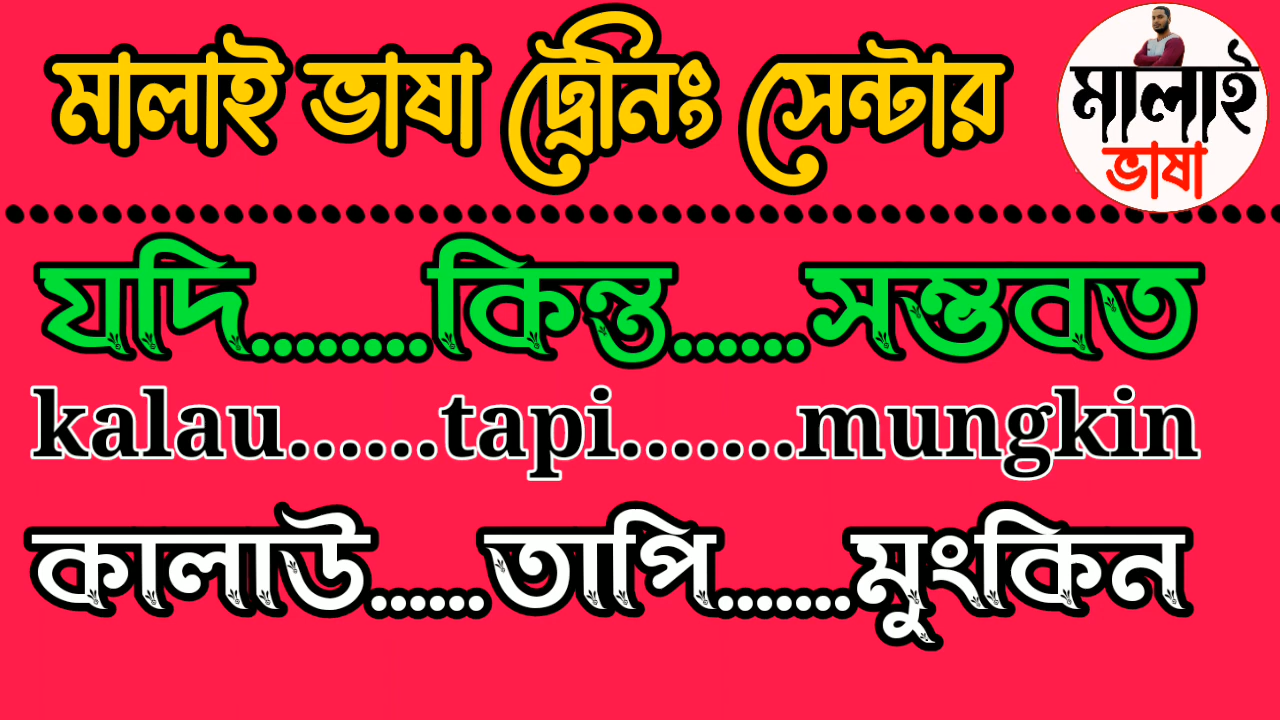 মালাই ভাষা ট্রেনিং সেন্টার
মালাই
ভাষা
যদি........কিন্তু......সম্ভবত
kalau......tapi.......mungkin
কালাউ......তাপি.......মুংকিন